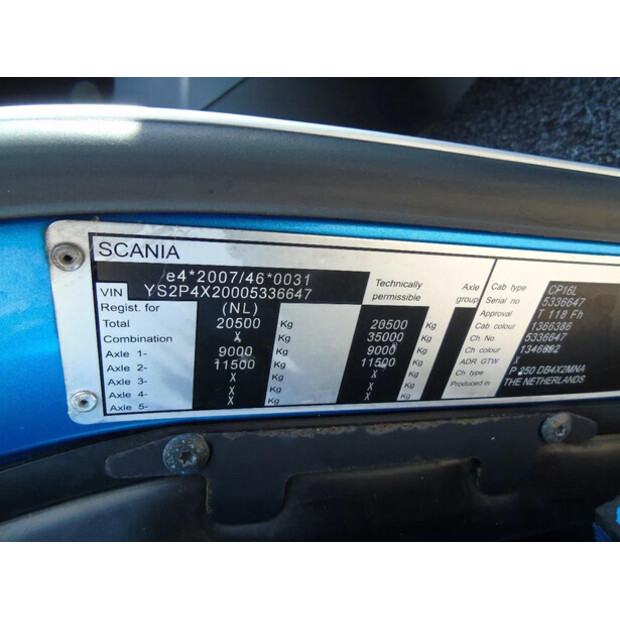 SCANIA
e4*2007/46*0031
VIN YS2P4X20005336647
Regist. for (NL) Technically permissible Axle group
Total 20500 Kg 20500 Kg
Combination X Kg 35000 Kg
Axle 1- 9000 Kg 9000 Kg
Axle 2- 11500 Kg 11500 Kg
Axle 3- X Kg X Kg
Axle 4- X Kg X Kg
Axle 5- X Kg X Kg
Cab type CP16L
Serial no 5336647
Approval T 118 Fh
Cab colour 1366386
Ch No 5336647
Ch colour
ADR. GTW. X
Ch type DB4X2MNA
Produced in THE NETHERLANDS